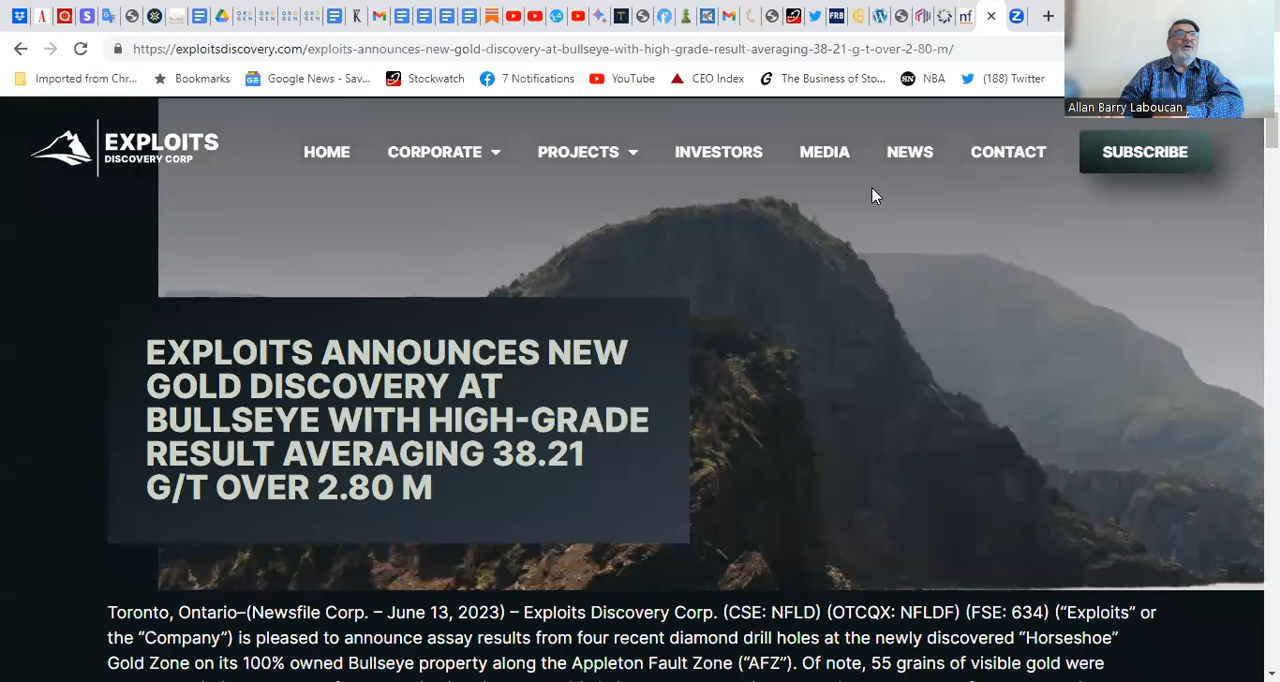 https://exploitsdiscovery.com/exploits-announces-new-gold-discovery-at-bullseye-with-high-grade-result-averaging-38-21-g-t-over-2-80-m/
Imported from Chr... Bookmarks Google News - Sav... Stockwatch 7 Notifications YouTube CEO Index The Business of Sto... NBA (188) Twitter
Allan Barry Laboucan
EXPLOITS
DISCOVERY CORP
HOME CORPORATE PROJECTS INVESTORS MEDIA NEWS CONTACT SUBSCRIBE
EXPLOITS ANNOUNCES NEW
GOLD DISCOVERY AT
BULLSEYE WITH HIGH-GRADE
RESULT AVERAGING 38.21
G/T OVER 2.80 M
Toronto, Ontario–(Newsfile Corp. – June 13, 2023) – Exploits Discovery Corp. (CSE: NFLD) (OTCQX: NFLDF) (FSE: 634) (“Exploits” or
the “Company”) is pleased to announce assay results from four recent diamond drill holes at the newly discovered “Horseshoe”
Gold Zone on its 100% owned Bullseye property along the Appleton Fault Zone (“AFZ”). Of note, 55 grains of visible gold were